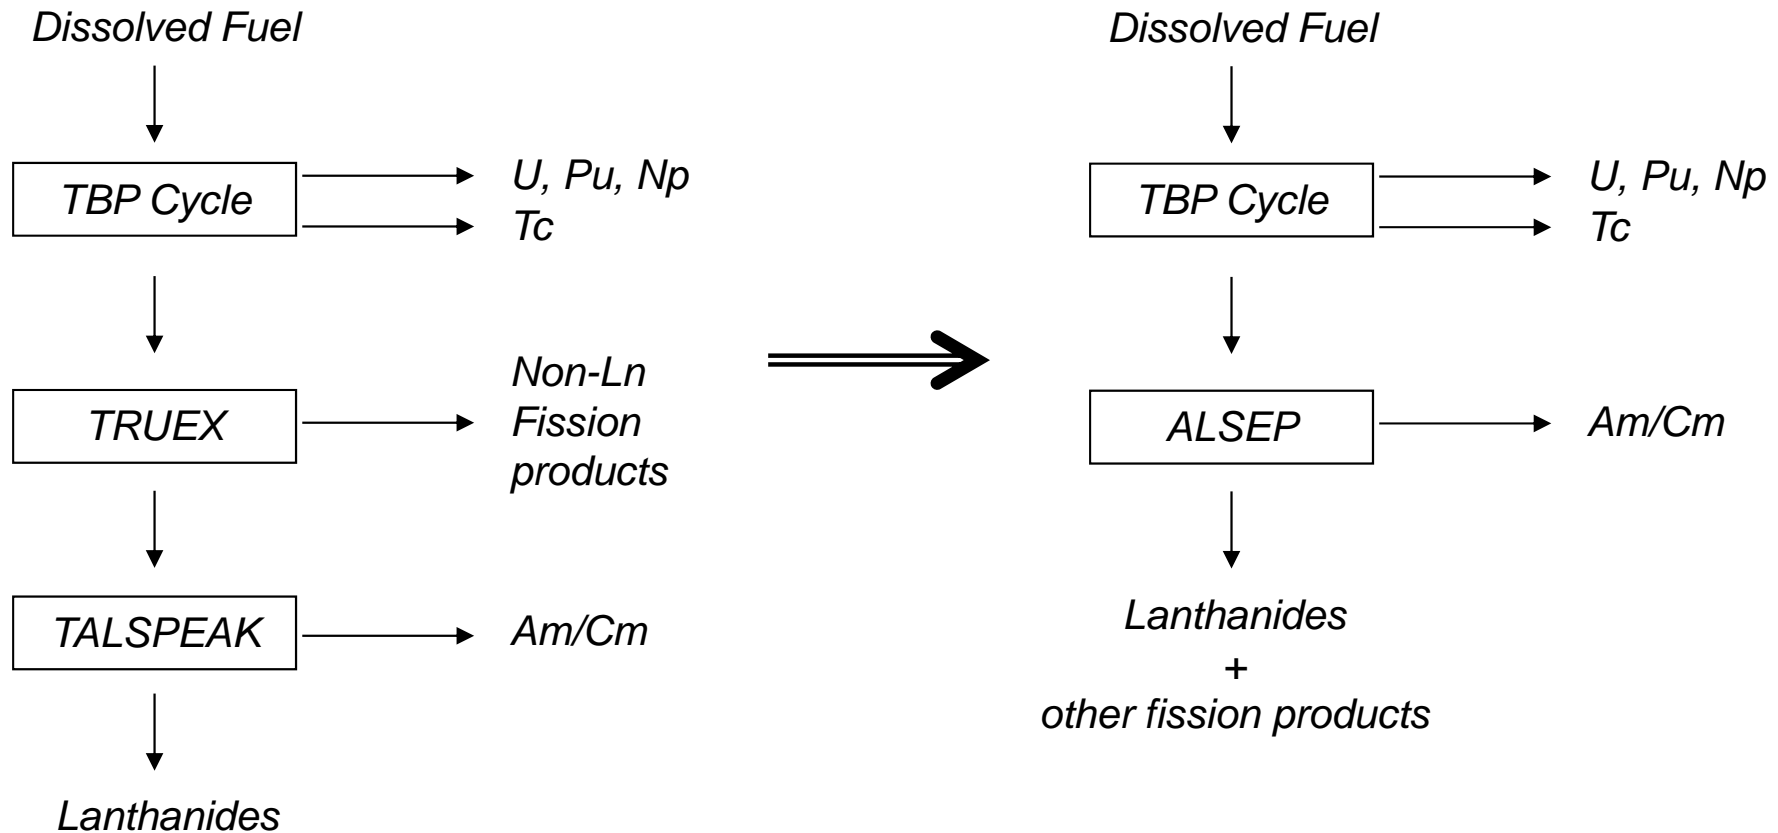 Dissolved Fuel
TBP Cycle
U, Pu, Np
Tc
TRUEX
Non-Ln
Fission
products
TALSPEAK
Am/Cm
Lanthanides
Dissolved Fuel
TBP Cycle
U, Pu, Np
Tc
ALSEP
Am/Cm
Lanthanides
+
other fission products